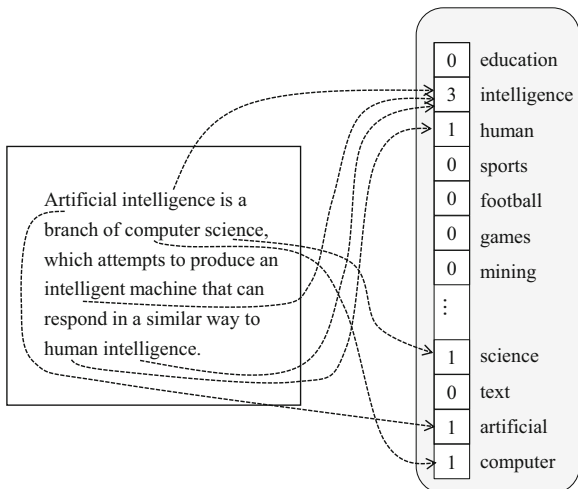 Artificial intelligence is a
branch of computer science,
which attempts to produce an
intelligent machine that can
respond in a similar way to
human intelligence.
0 education
3 intelligence
1 human
0 sports
0 football
0 games
0 mining
⋮
1 science
0 text
1 artificial
1 computer